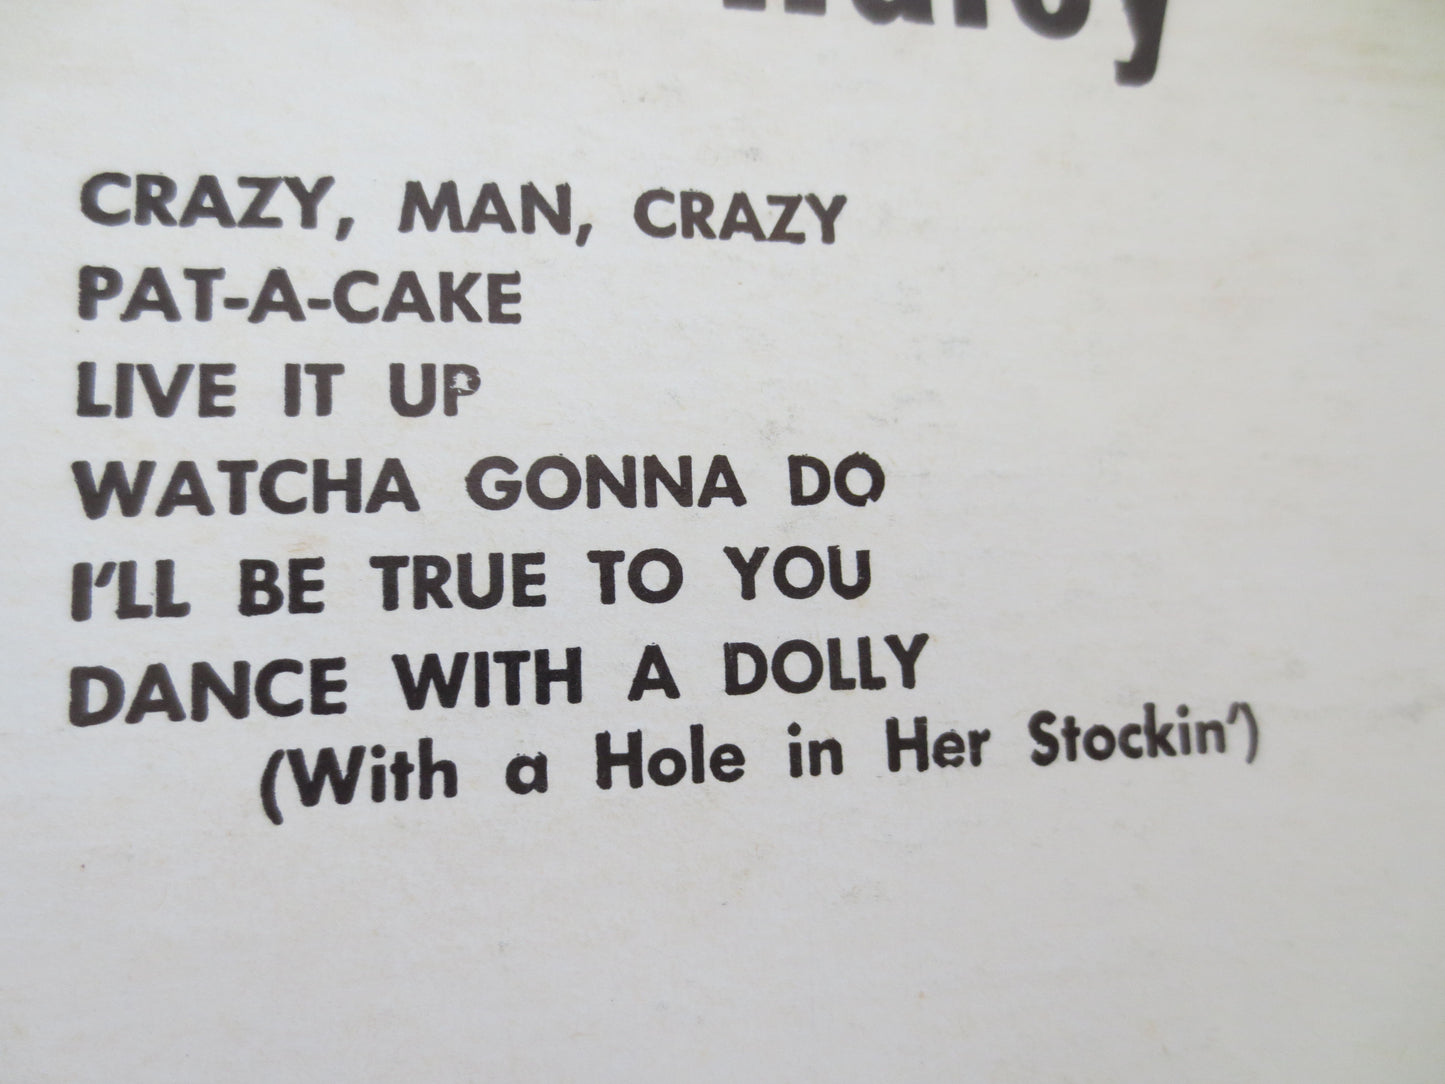 Haley
CRAZY, MAN, CRAZY
PAT-A-CAKE
LIVE IT UP
WATCHA GONNA DO
I'LL BE TRUE TO YOU
DANCE WITH A DOLLY
(With a Hole in Her Stockin')